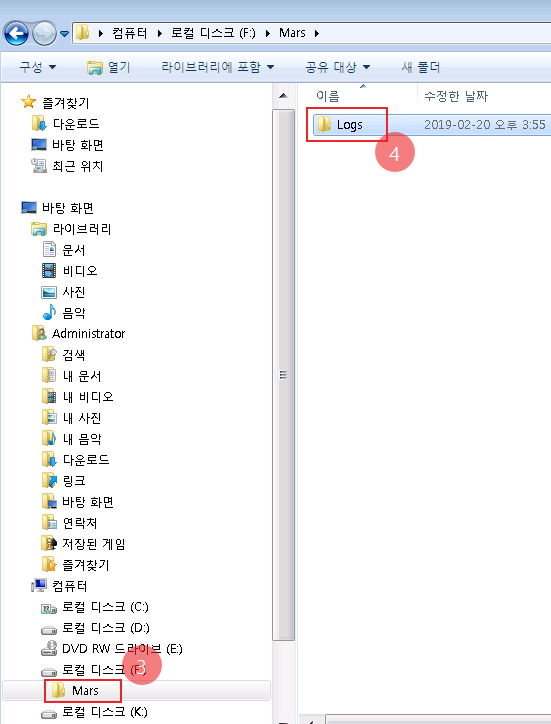 컴퓨터 로컬 디스크 (F:) Mars
구성 열기 라이브러리에 포함 공유 대상 새 폴더
즐겨찾기
다운로드
바탕 화면
최근 위치
바탕 화면
라이브러리
문서
비디오
사진
음악
Administrator
검색
내 문서
내 비디오
내 사진
내 음악
다운로드
링크
바탕 화면
연락처
저장된 게임
즐겨찾기
컴퓨터
로컬 디스크 (C:)
로컬 디스크 (D:)
DVD RW 드라이브 (E:)
로컬 디스크 (F:)
3
Mars
로컬 디스크 (K:)
이름 수정한 날짜
Logs 2019-02-20 오후 3:55
4